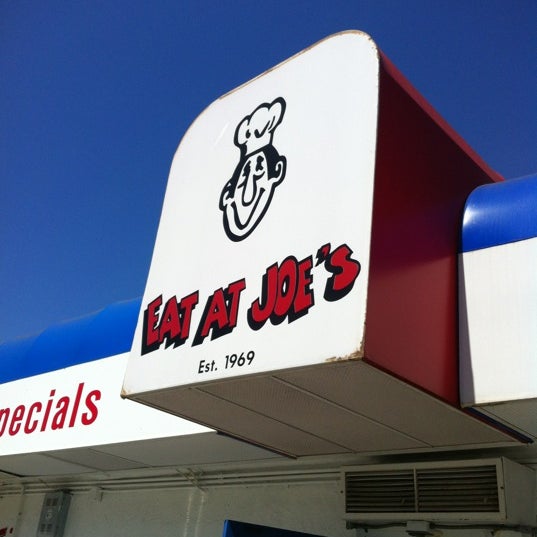 EAT AT JOE'S
Est. 1969
pecials